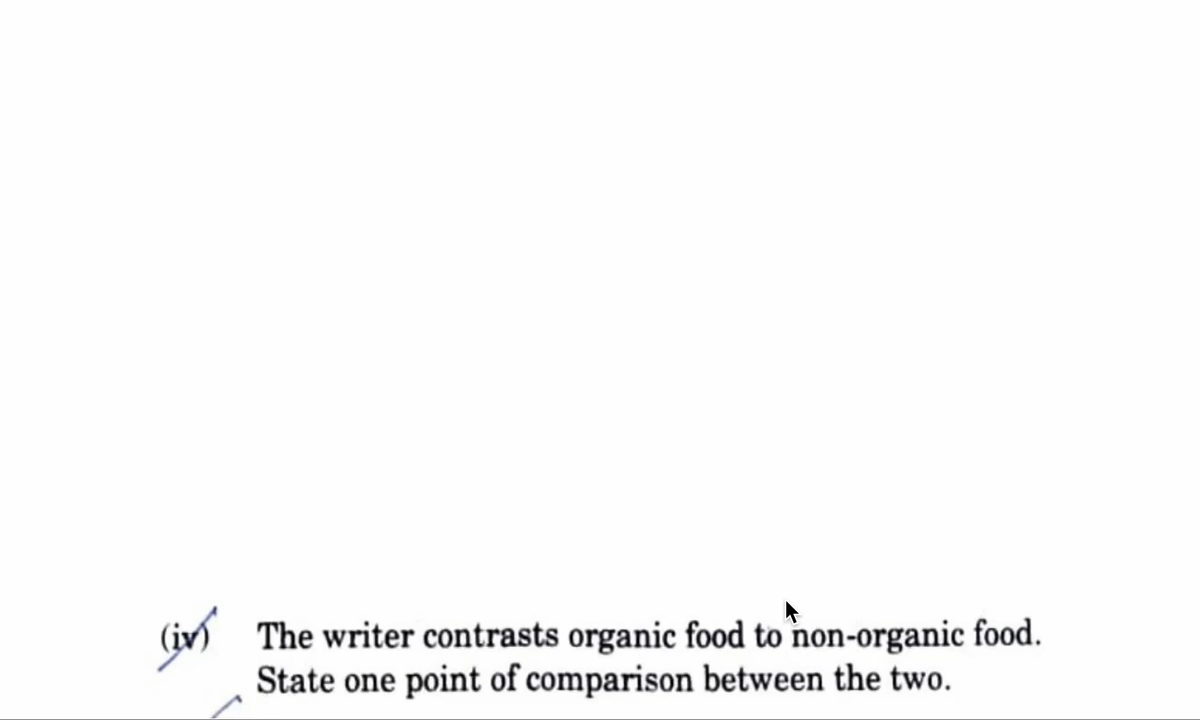 (iv) The writer contrasts organic food to non-organic food.
State one point of comparison between the two.